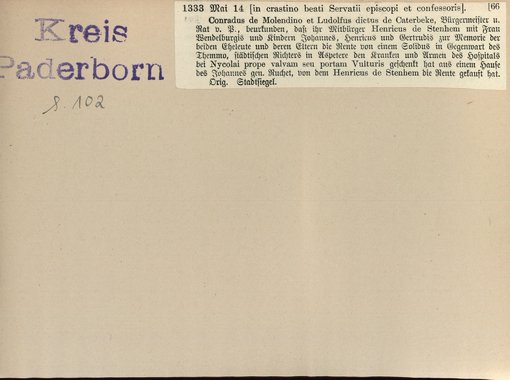 Kreis
Paderborn
S. 102
1333 Mai 14 [in crastino beati Servatii episcopi et confessoris]. [66
Conradus de Molendino et Ludolfus dictus de Caterbeke, Bürgermeister u.
Rat v. P., beurkunden, daß ihr Mitbürger Henricus de Stenhem mit Frau
Wendelburgis und Kindern Johannes, Henricus und Gertrudis zur Memorie der
beiden Eheleute und deren Eltern die Rente von einem Solidus in Gegenwart des
Themmo, städtischen Richters in Aspetere den Kranken und Armen des Hospitals
bei Nycolai prope valvam seu portam Vulturis geschenkt hat aus einem Hause
des Johannes gen. Ruchet, von dem Henricus de Stenhem die Rente gekauft hat.
Orig. Stadtsiegel.